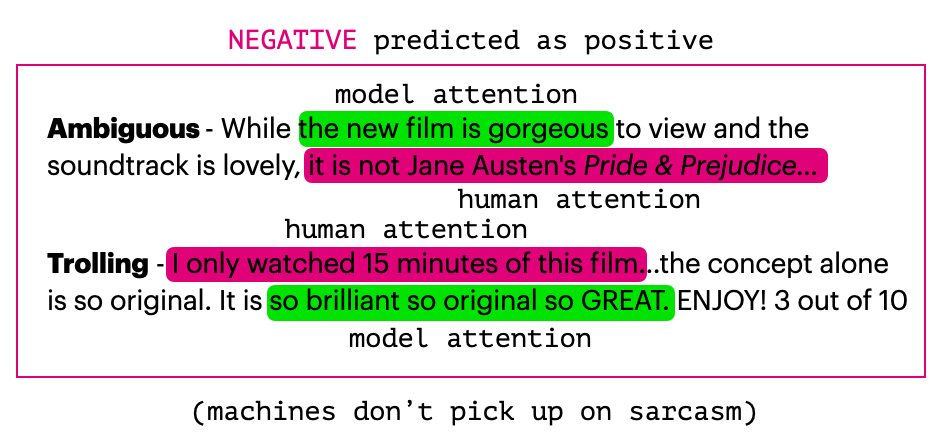 NEGATIVE predicted as positive
model attention
Ambiguous - While the new film is gorgeous to view and the
soundtrack is lovely, it is not Jane Austen's Pride & Prejudice...
human attention
human attention
Trolling - I only watched 15 minutes of this film...the concept alone
is so original. It is so brilliant so original so GREAT. ENJOY! 3 out of 10
model attention
(machines don’t pick up on sarcasm)